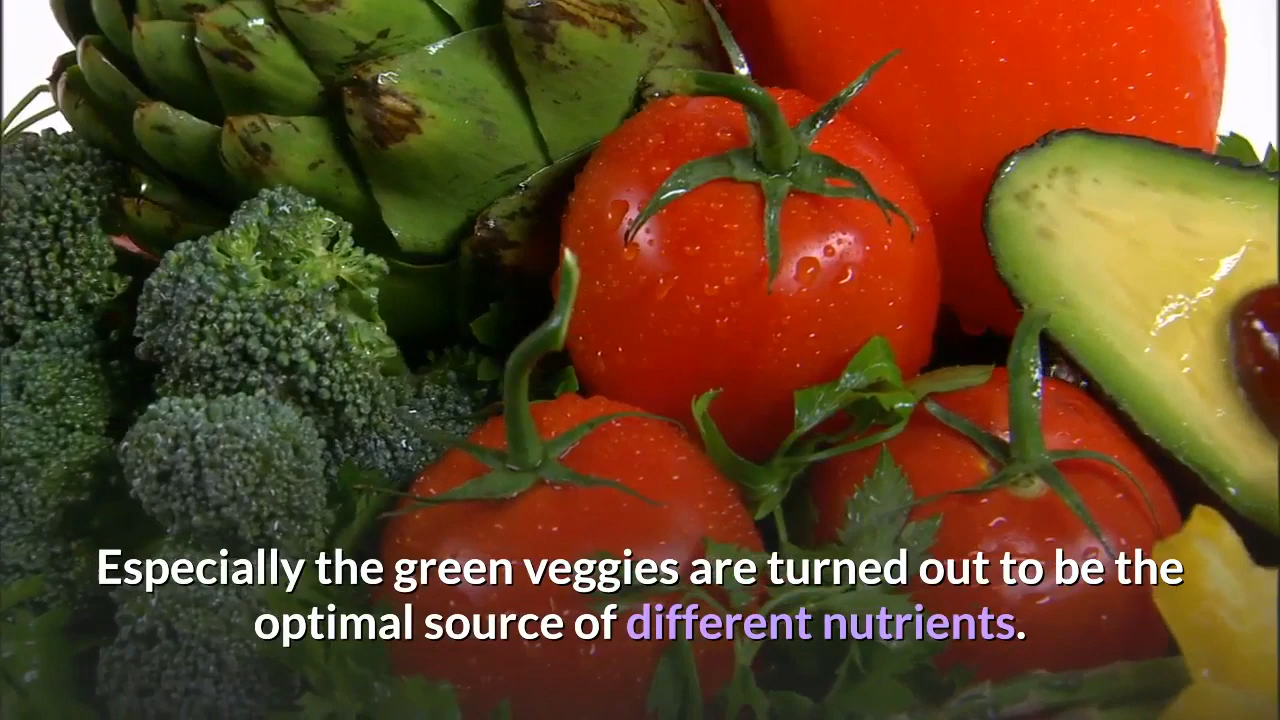 Especially the green veggies are turned out to be the
optimal source of different nutrients.